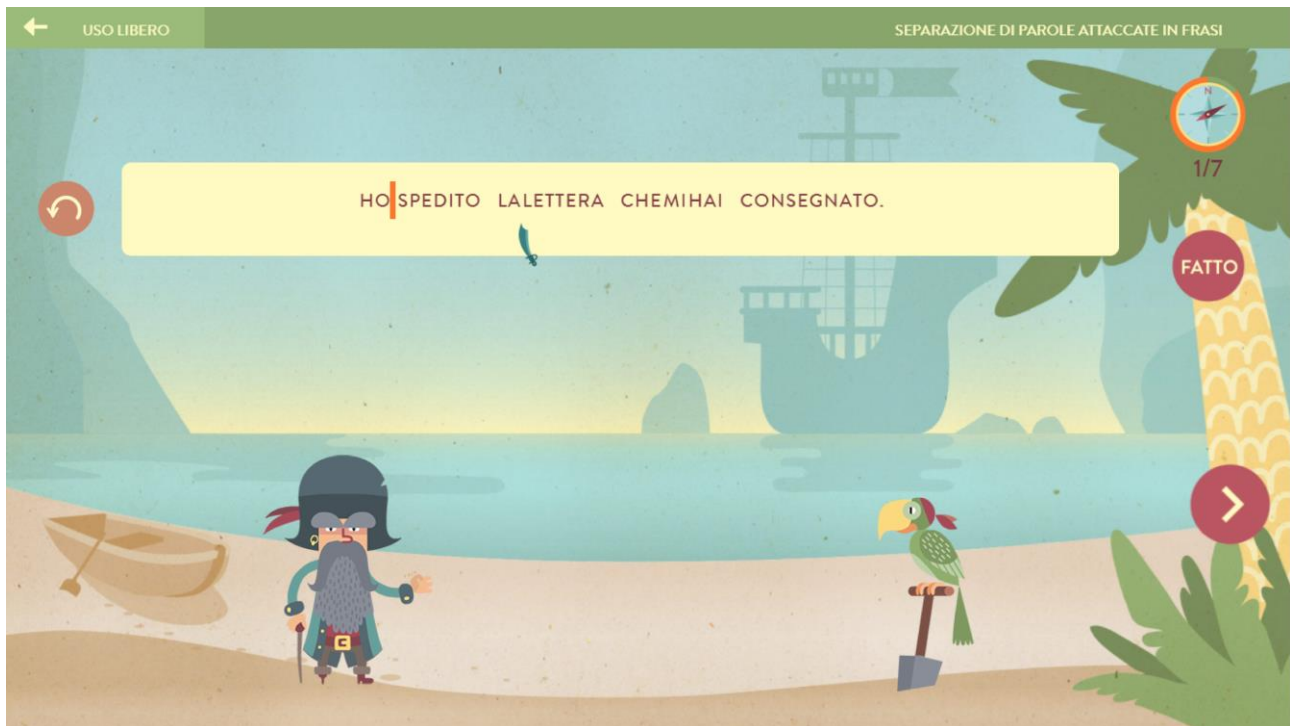 USO LIBERO
SEPARAZIONE DI PAROLE ATTACCATE IN FRASI
N
1/7
HO SPEDITO LALETTERA CHEMIHAI CONSEGNATO.
FATTO